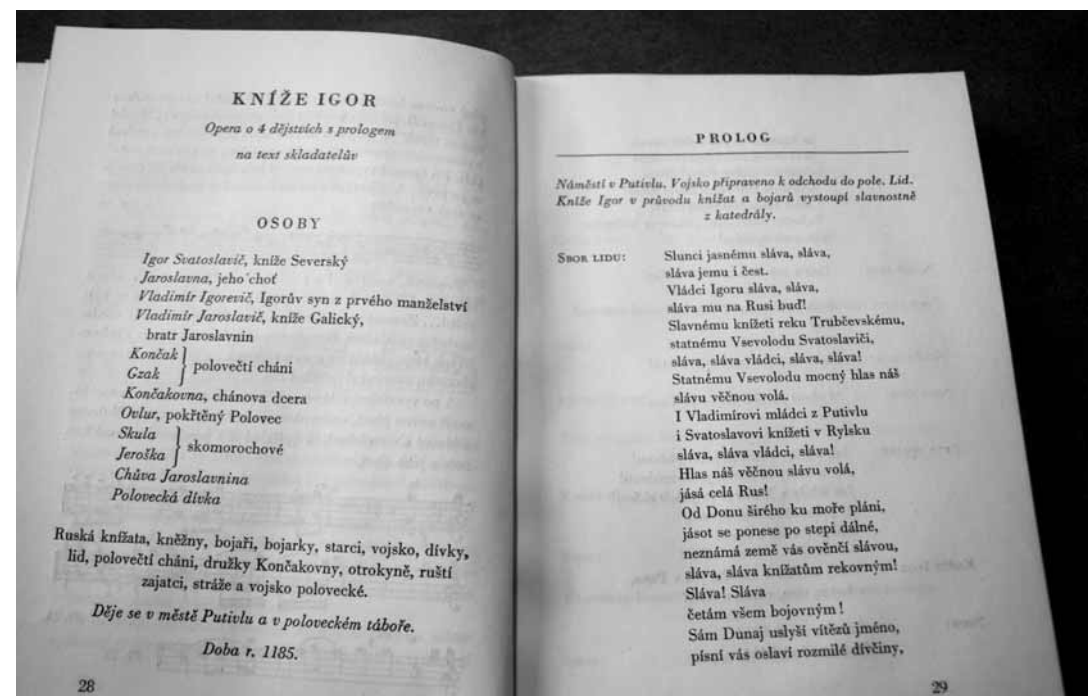 KNÍŽE IGOR
Opera o 4 dějstvích s prologem
na text skladatelův
OSOBY
Igor Svatoslavič, kníže Severský
Jaroslavna, jeho choť
Vladimír Igorevič, Igorův syn z prvého manželství
Vladimír Jaroslavič, kníže Galický,
bratr Jaroslavnin
Končak
Gzak
polovečtí cháni
Končakovna, chánova dcera
Ovlur, pokřtěný Polovec
Skula
Jeroška
skomorochové
Chůva Jaroslavnina
Polovecká dívka
Ruská knížata, kněžny, bojaři, bojarky, starci, vojsko, dívky,
lid, polovečtí cháni, družky Končakovny, otrokyně, ruští
zajatci, stráže a vojsko polovecké.
Děje se v městě Putivlu a v poloveckém táboře.
Doba r. 1185.
28
PROLOG
Náměstí v Putivlu. Vojsko připraveno k odchodu do pole. Lid.
Kníže Igor v průvodu knížat a bojarů vystoupí slavnostně
z katedrály.
SBOR LIDU: Slunci jasnému sláva, sláva,
sláva jemu i čest.
Vládci Igoru sláva, sláva,
sláva mu na Rusi buď!
Slavnému knížeti reku Trubčevskému,
statnému Vsevolodu Svatoslaviči,
sláva, sláva vládci, sláva, sláva!
Statnému Vsevolodu mocný hlas náš
slávu věčnou volá.
I Vladimírovi mládci z Putivlu
i Svatoslavovi knížeti v Rylsku
sláva, sláva vládci, sláva!
Hlas náš věčnou slávu volá,
jásá celá Rus!
Od Donu šírého ku moře pláni,
jásot se ponese po stepi dálné,
neznámá země vás ověnčí slávou,
sláva, sláva knížatům rekovným!
Sláva! Sláva
četám všem bojovným!
Sám Dunaj uslyší vítězů jméno,
písní vás oslaví rozmilé dívčiny,
29